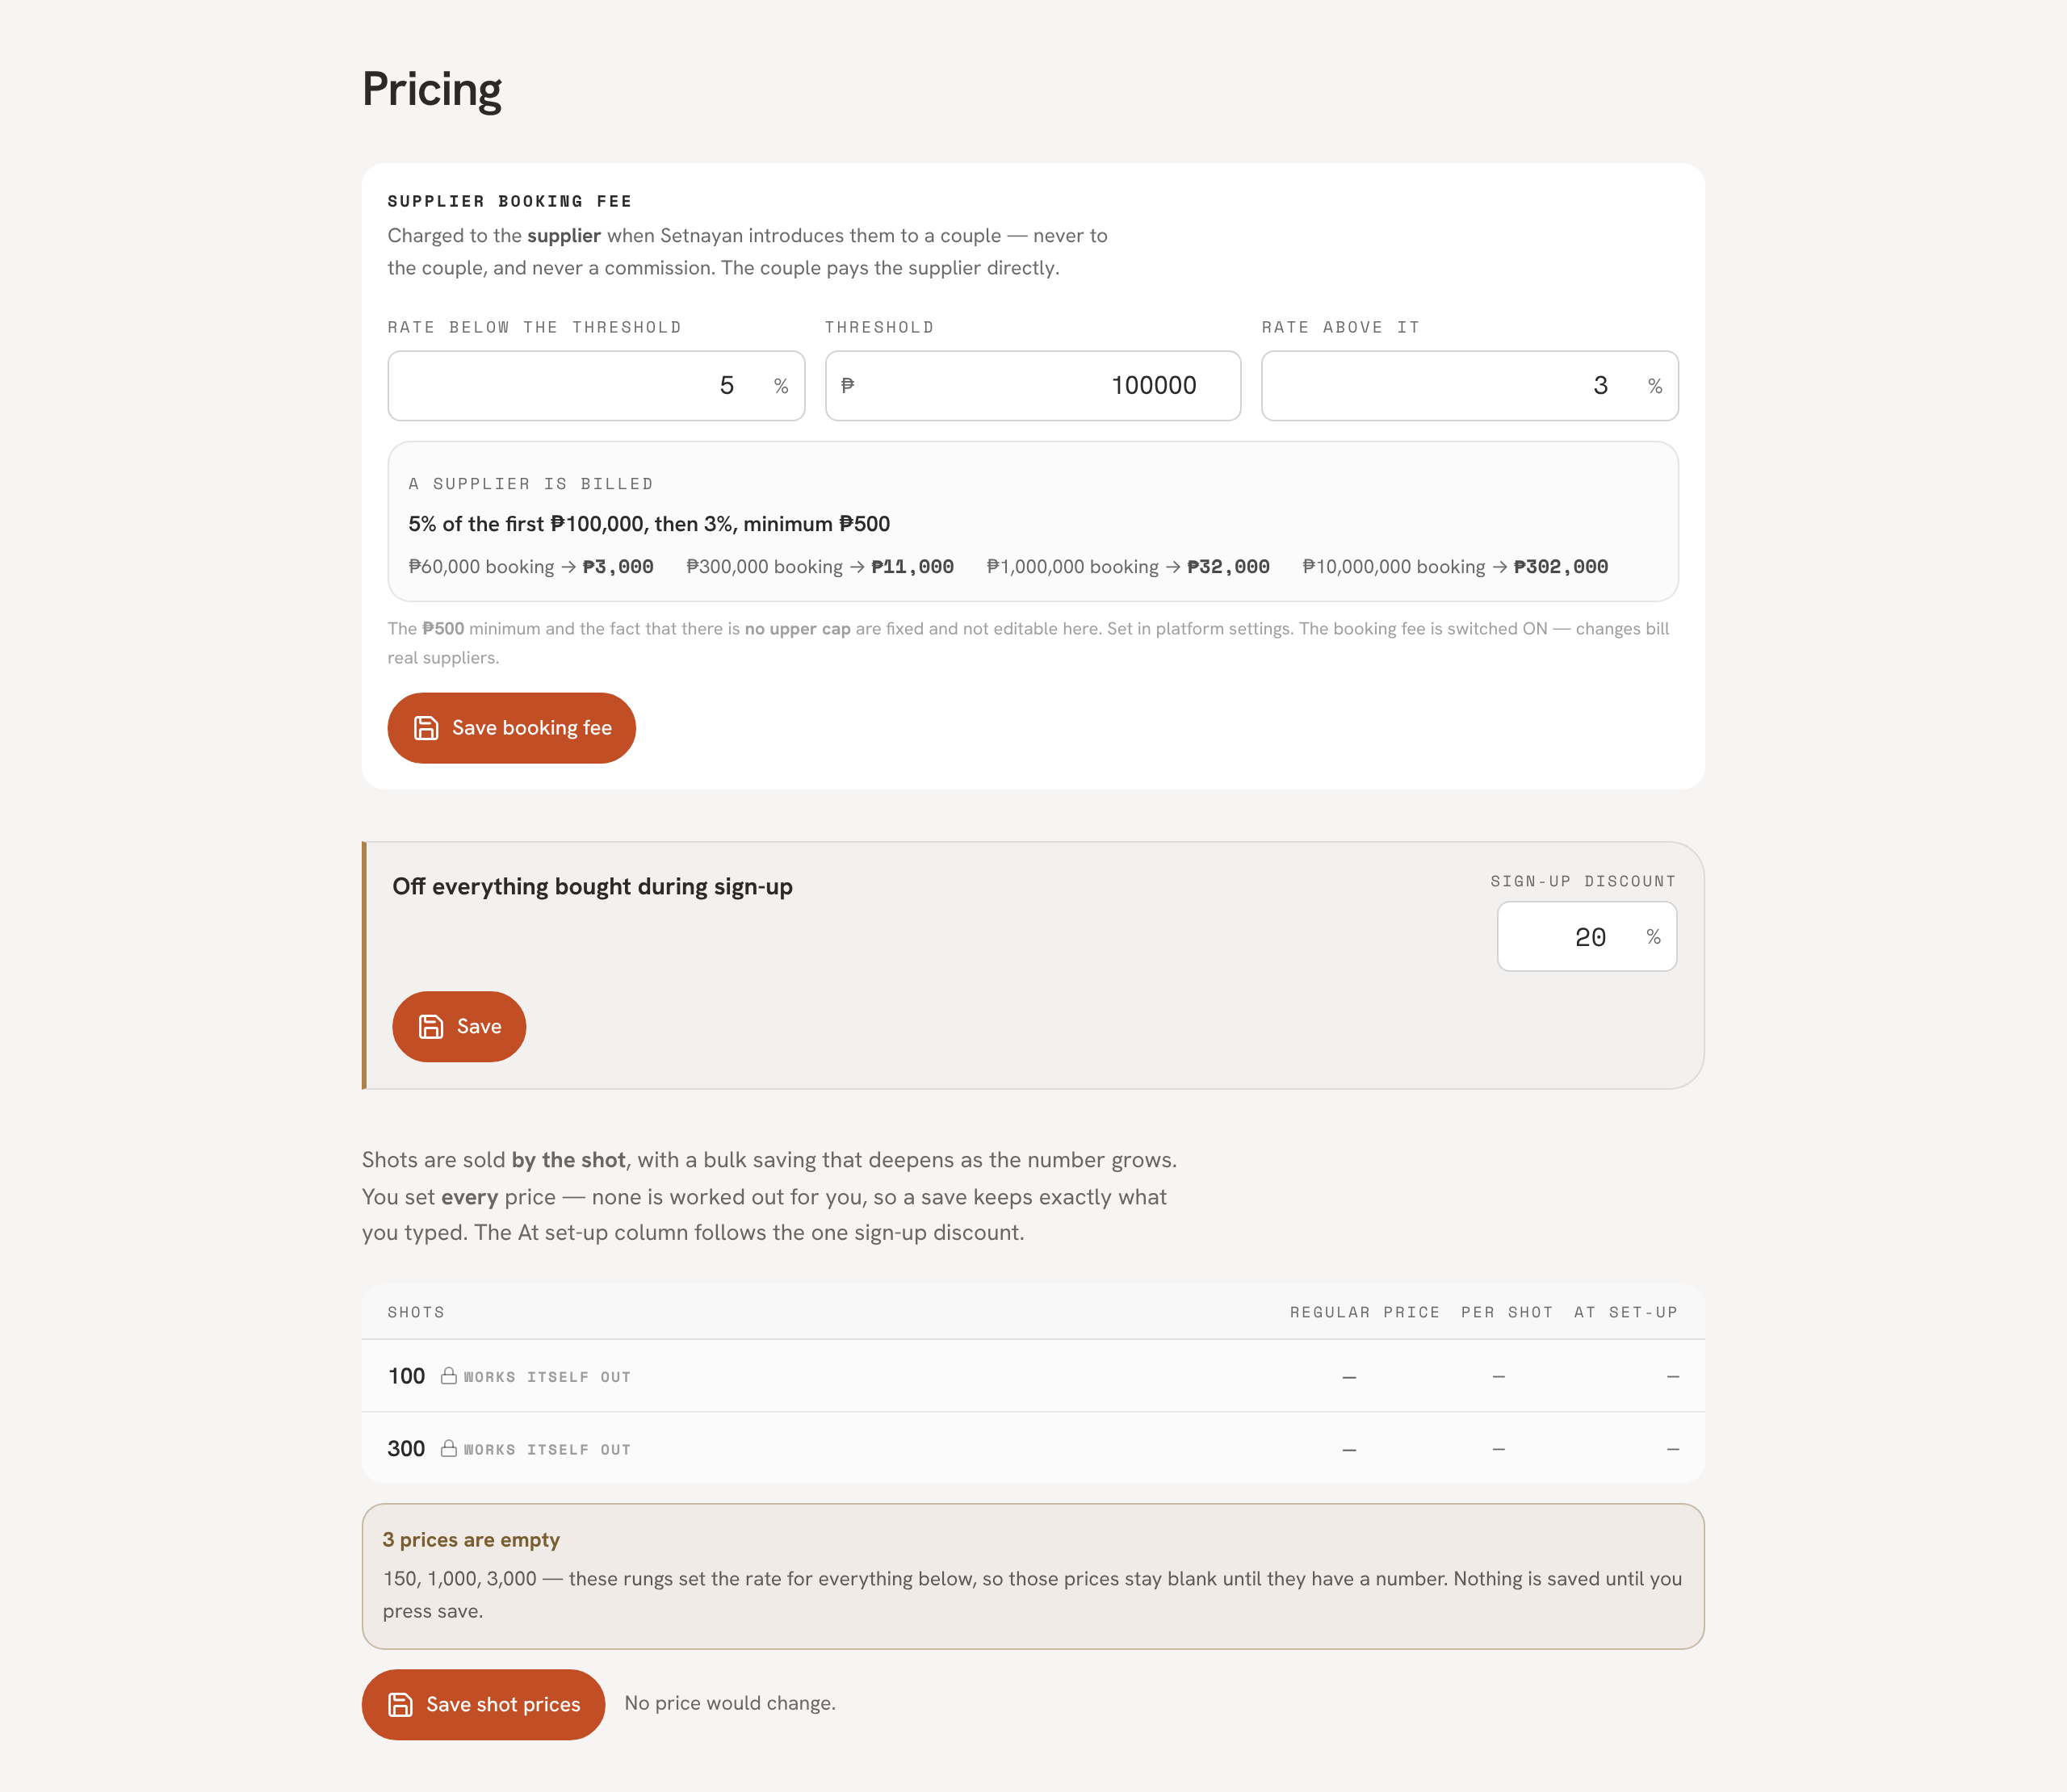 Pricing
SUPPLIER BOOKING FEE
Charged to the supplier when Setnayan introduces them to a couple — never to
the couple, and never a commission. The couple pays the supplier directly.
RATE BELOW THE THRESHOLD
THRESHOLD
RATE ABOVE IT
5 %
₱ 100000
3 %
A SUPPLIER IS BILLED
5% of the first ₱100,000, then 3%, minimum ₱500
₱60,000 booking → ₱3,000 ₱300,000 booking → ₱11,000 ₱1,000,000 booking → ₱32,000 ₱10,000,000 booking → ₱302,000
The ₱500 minimum and the fact that there is no upper cap are fixed and not editable here. Set in platform settings. The booking fee is switched ON — changes bill
real suppliers.
Save booking fee
Off everything bought during sign-up
SIGN-UP DISCOUNT
20 %
Save
Shots are sold by the shot, with a bulk saving that deepens as the number grows.
You set every price — none is worked out for you, so a save keeps exactly what
you typed. The At set-up column follows the one sign-up discount.
SHOTS REGULAR PRICE PER SHOT AT SET-UP
100 WORKS ITSELF OUT — — —
300 WORKS ITSELF OUT — — —
3 prices are empty
150, 1,000, 3,000 — these rungs set the rate for everything below, so those prices stay blank until they have a number. Nothing is saved until you
press save.
Save shot prices No price would change.